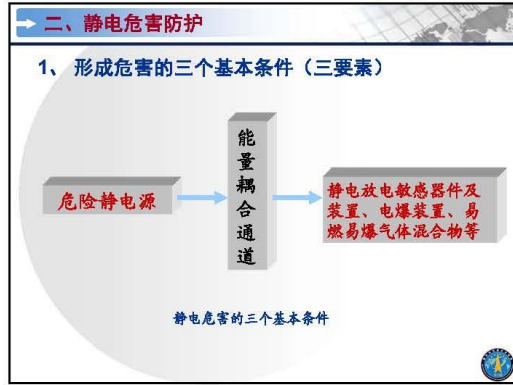 二、静电危害防护
1、 形成危害的三个基本条件（三要素）
危险静电源
能量耦合通道
静电放电敏感器件及
装置、电爆装置、易
燃易爆气体混合物等
静电危害的三个基本条件